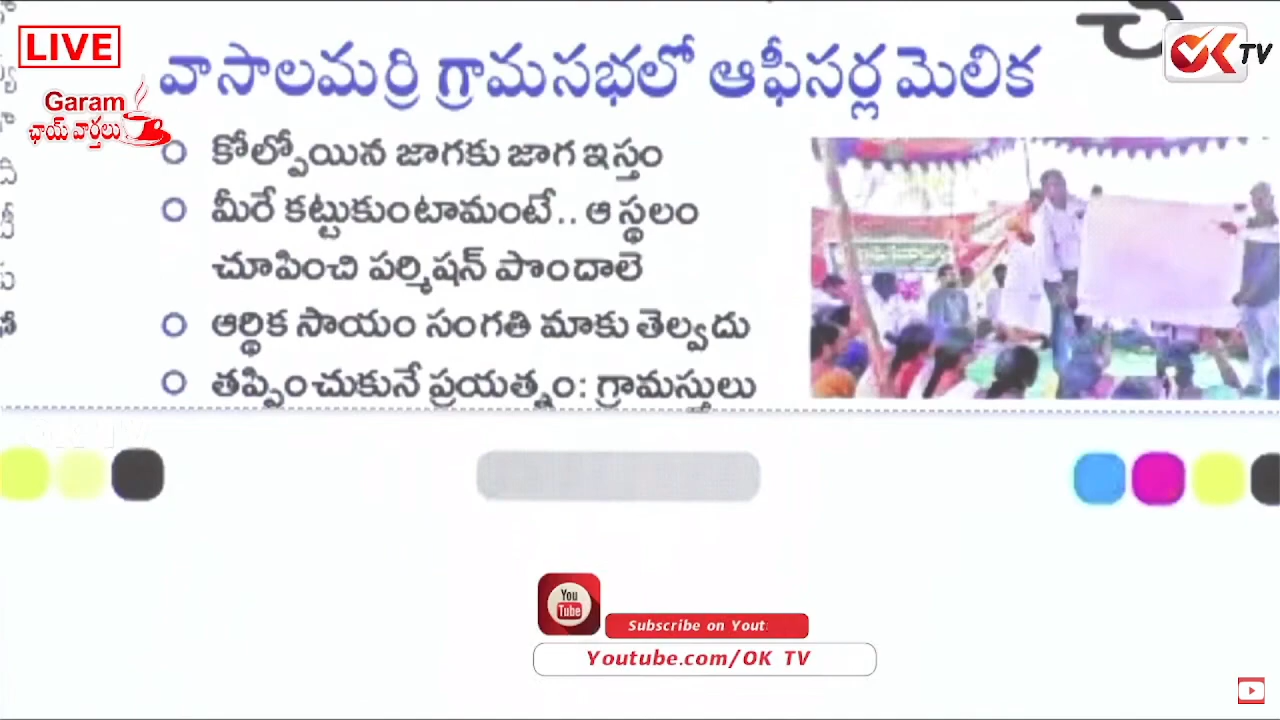 LIVE
OK TV
Garam
ఛాయ్ వార్తలు
వాసాలమర్రి గ్రామసభలో ఆఫీసర్ల మెలిక
కోల్పోయిన జాగకు జాగ ఇస్తం
మీరే కట్టుకుంటామంటే.. ఆ స్థలం
చూపించి పర్మిషన్ పొందాలె
ఆర్థిక సాయం సంగతి మాకు తెల్వదు
తప్పించుకునే ప్రయత్నం: గ్రామస్తులు
You
Tube
Subscribe on Yout
Youtube.com/OK TV